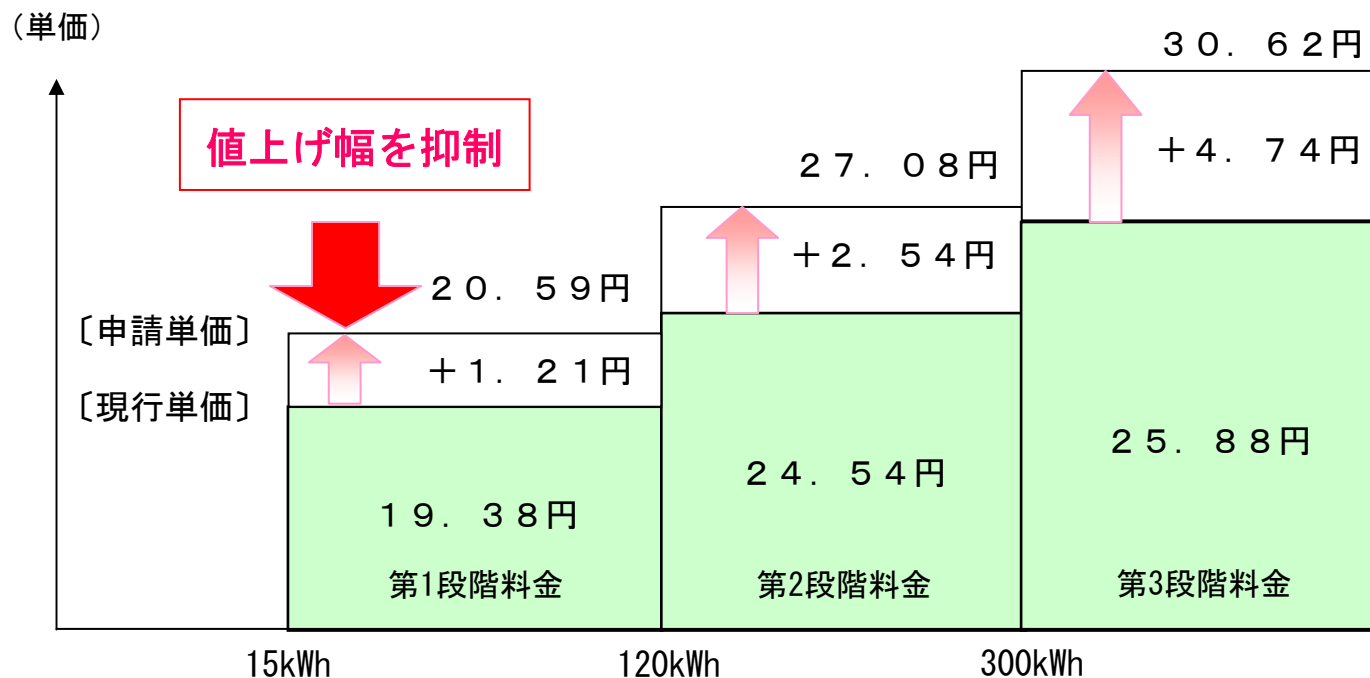 （単価）
３０．６２円
値上げ幅を抑制
＋４．７４円
２７．０８円
＋２．５４円
２０．５９円
〔申請単価〕
＋１．２１円
〔現行単価〕
２５．８８円
２４．５４円
１９．３８円
第1段階料金
第2段階料金
第3段階料金
15kWh
120kWh
300kWh